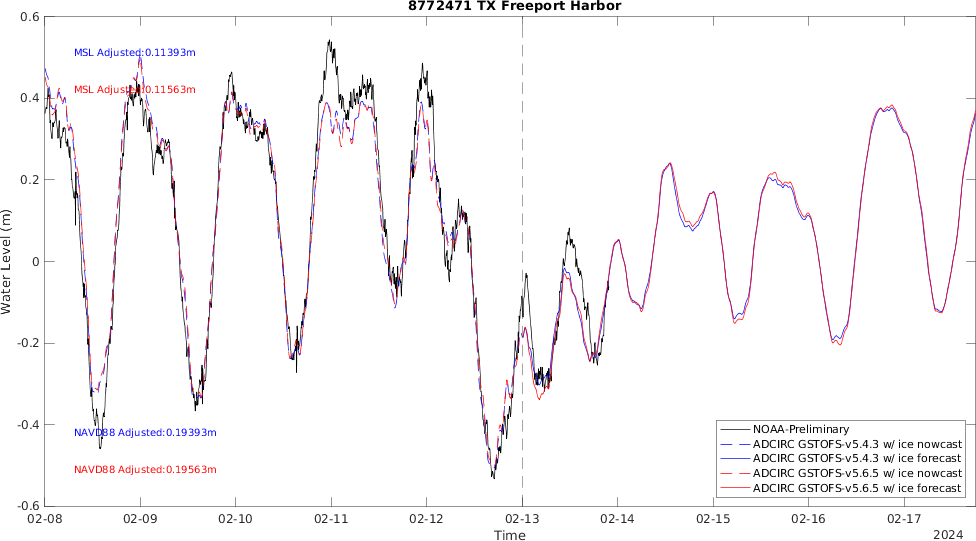 8772471 TX Freeport Harbor
MSL Adjusted:0.11393m
MSL Adjusted:0.11563m
NAVD88 Adjusted:0.19393m
NAVD88 Adjusted:0.19563m
Water Level (m)
0.6
0.4
0.2
0
-0.2
-0.4
-0.6
NOAA-Preliminary
ADCIRC GSTOFS-v5.4.3 w/ ice nowcast
ADCIRC GSTOFS-v5.4.3 w/ ice forecast
ADCIRC GSTOFS-v5.6.5 w/ ice nowcast
ADCIRC GSTOFS-v5.6.5 w/ ice forecast
02-08 02-09 02-10 02-11 02-12 02-13 02-14 02-15 02-16 02-17
Time
2024